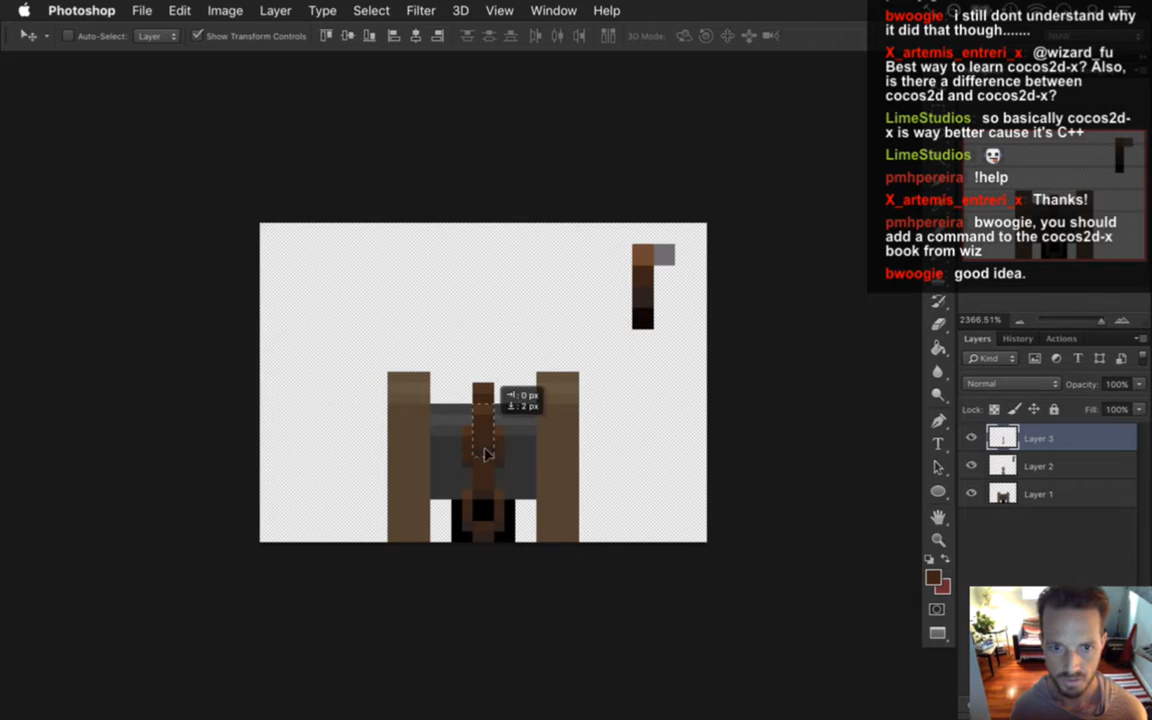 Photoshop File Edit Image Layer Type Select Filter 3D View Window Help
Auto-Select: Layer Show Transform Controls 3D Mode:
bwoogie i still dont understand why
it did that though.......
X_artemis_entreri_x @wizard_fu
Best way to learn cocos2d-x? Also,
is there a difference between
cocos2d and cocos2d-x?
LimeStudios so basically cocos2d-
x is way better cause it's C++
LimeStudios
pmhpereira !help
X_artemis_entreri_x Thanks!
pmhpereira bwoogie, you should
add a command to the cocos2d-x
book from wiz
bwoogie good idea.
2366.51%
Layers History Actions
Kind
Normal Opacity: 100%
Lock: Fill: 100%
Layer 3
Layer 2
Layer 1
: 0 px
: 2 px